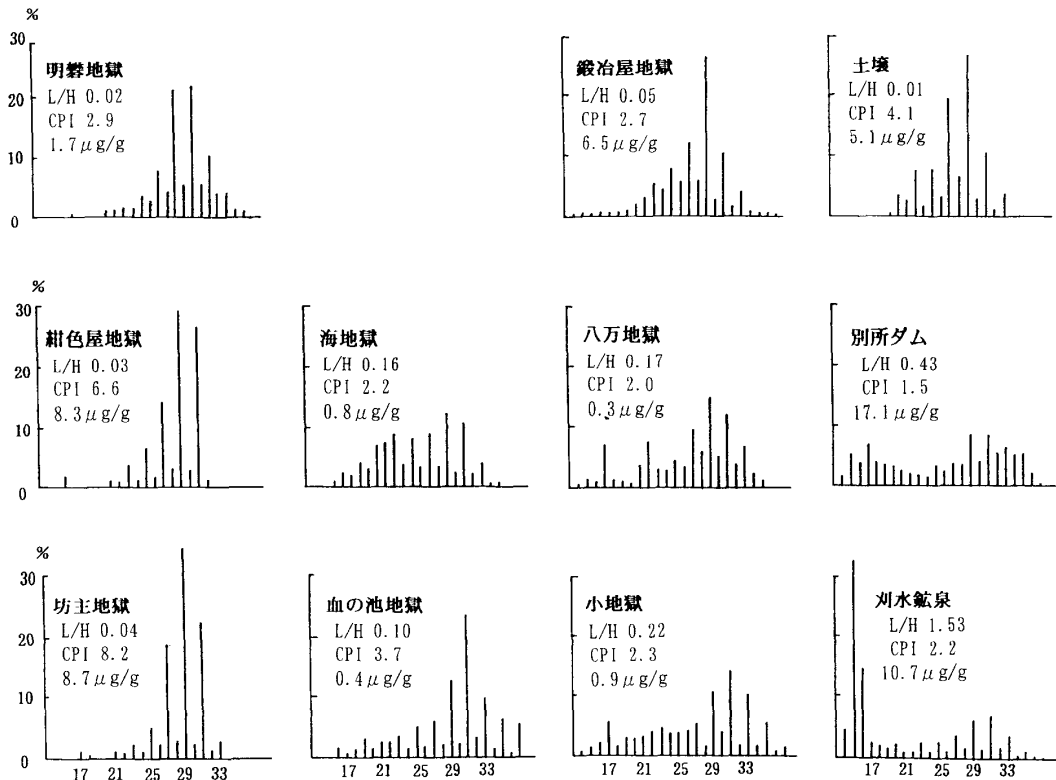 %
30
20
10
0
明礬地獄
L/H 0.02
CPI 2.9
1.7μg/g
鍛冶屋地獄
L/H 0.05
CPI 2.7
6.5μg/g
土壌
L/H 0.01
CPI 4.1
5.1μg/g
%
30
20
10
0
紺色屋地獄
L/H 0.03
CPI 6.6
8.3μg/g
海地獄
L/H 0.16
CPI 2.2
0.8μg/g
八万地獄
L/H 0.17
CPI 2.0
0.3μg/g
別所ダム
L/H 0.43
CPI 1.5
17.1μg/g
%
30
20
10
0
坊主地獄
L/H 0.04
CPI 8.2
8.7μg/g
17 21 25 29 33
血の池地獄
L/H 0.10
CPI 3.7
0.4μg/g
17 21 25 29 33
小地獄
L/H 0.22
CPI 2.3
0.9μg/g
17 21 25 29 33
刈水鉱泉
L/H 1.53
CPI 2.2
10.7μg/g
17 21 25 29 33